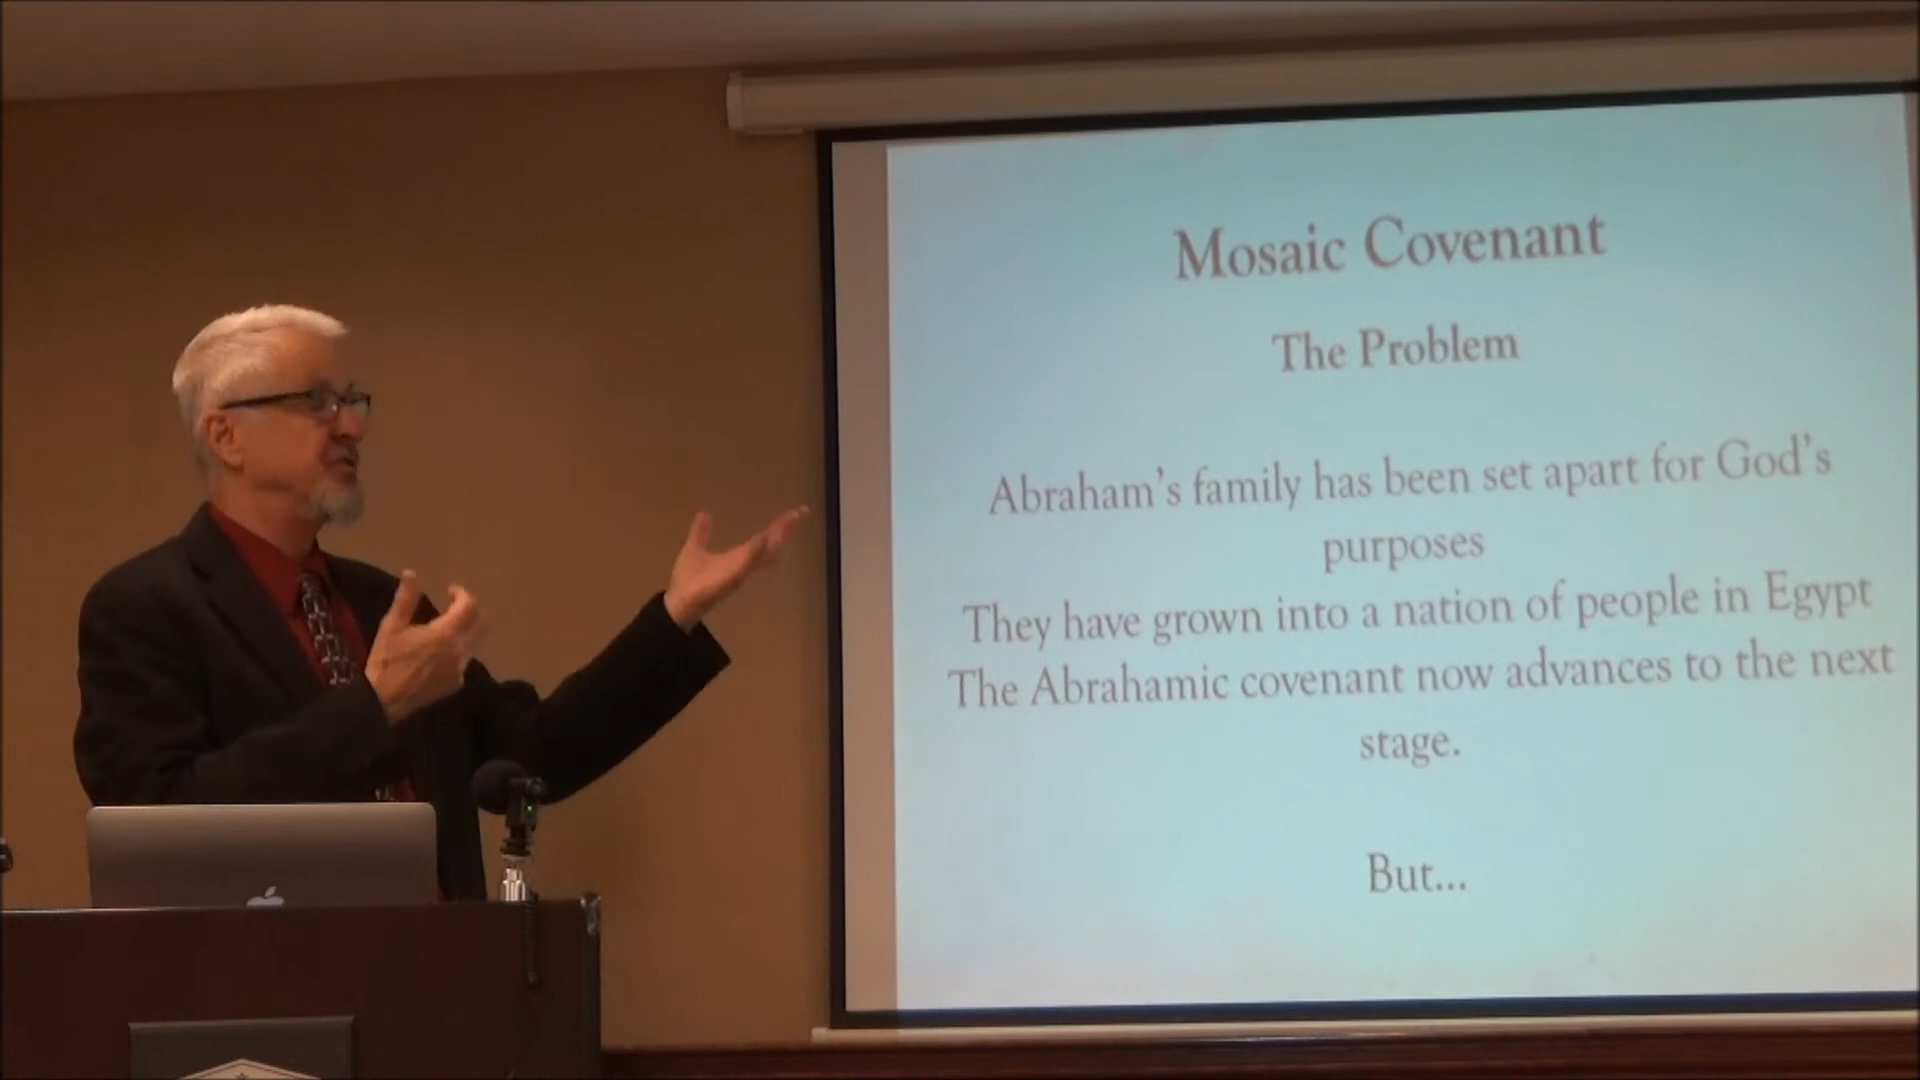 Mosaic Covenant
The Problem
Abraham's family has been set apart for God's
purposes
They have grown into a nation of people in Egypt
The Abrahamic covenant now advances to the next
stage.
But...